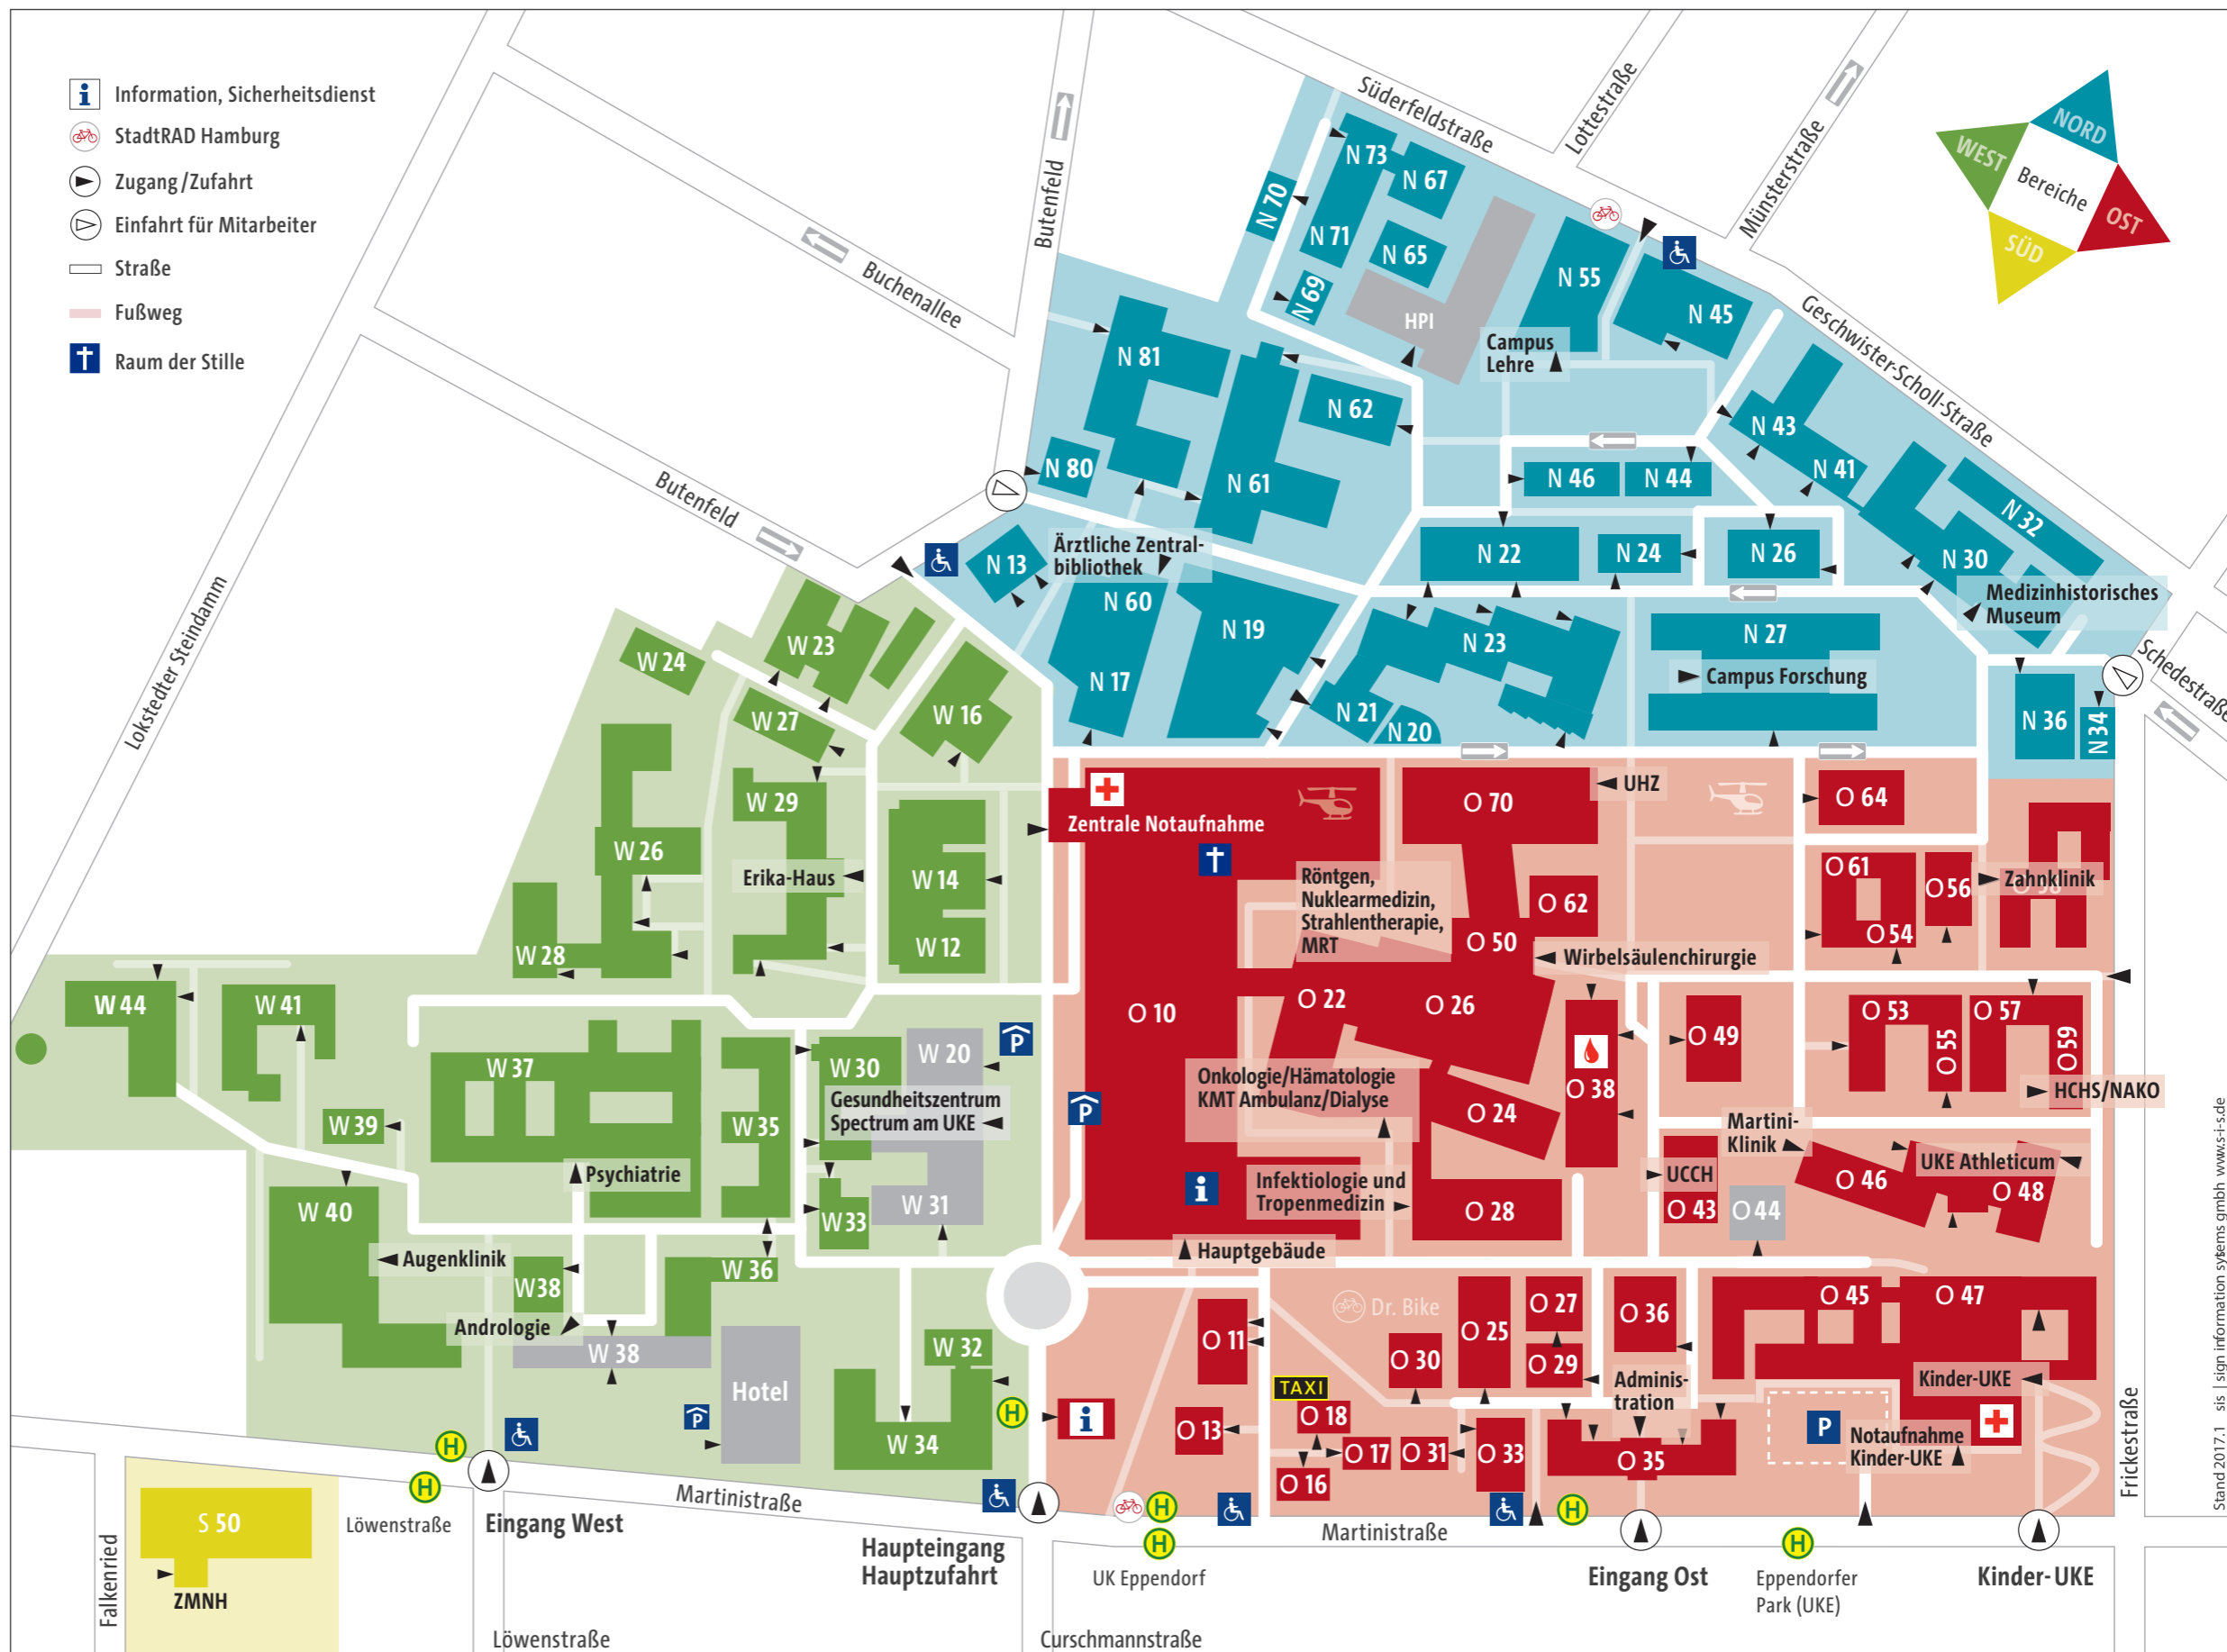 Information, Sicherheitsdienst
StadtRAD Hamburg
Zugang/Zufahrt
Einfahrt für Mitarbeiter
Straße
Fußweg
Raum der Stille
NORD
WEST
Bereiche
OST
SÜD
Süderfeldstraße
Lottestraße
Münsterstraße
Butenfeld
Buchenallee
Geschwister-Scholl-Straße
Butenfeld
Lokstedter Steindamm
Schedestraße
N 73
N 67
N 70
N 71
N 65
N 69
HPI
N 55
N 45
Campus
Lehre
N 81
N 62
N 43
N 80
N 61
N 46
N 44
N 41
N 32
N 13
Ärztliche Zentral-
bibliothek
N 22
N 24
N 26
N 30
Medizinhistorisches
Museum
N 60
N 19
N 23
N 27
Campus Forschung
N 17
N 21
N 20
N 36
N 34
W 24
W 23
W 27
W 16
W 29
W 26
Erika-Haus
W 14
W 12
W 28
W 44
W 41
W 37
W 30
W 20
Gesundheitszentrum
Spectrum am UKE
W 39
W 35
Psychiatrie
W 31
W 33
W 40
Augenklinik
W 38
W 36
Andrologie
W 38
Hotel
W 32
W 34
P
P
P
Zentrale Notaufnahme
UHZ
O 70
O 64
Röntgen,
Nuklearmedizin,
Strahlentherapie,
MRT
O 62
O 50
O 61
O 56
Zahnklinik
O 54
Wirbelsäulenchirurgie
O 10
O 22
O 26
O 49
O 53
O 55
O 57
O 59
HCHS/NAKO
Onkologie/Hämatologie
KMT Ambulanz/Dialyse
O 38
O 24
Martini-
Klinik
UCCH
O 43
O 44
O 46
UKE Athleticum
O 48
Infektiologie und
Tropenmedizin
O 28
Hauptgebäude
Dr. Bike
O 11
O 25
O 27
O 36
O 45
O 47
O 30
O 29
Adminis-
tration
Kinder-UKE
TAXI
O 13
O 18
O 17
O 16
O 31
O 33
O 35
P
Notaufnahme
Kinder-UKE
H
H
H
H
H
H
H
Martinistraße
Martinistraße
Frickestraße
S 50
ZMNH
Falkenried
Löwenstraße
Eingang West
Löwenstraße
Haupteingang
Hauptzufahrt
UK Eppendorf
Curschmannstraße
Eingang Ost
Eppendorfer
Park (UKE)
Kinder-UKE
Stand 2017.1 sis | sign information systems gmbh www.s-i-s.de